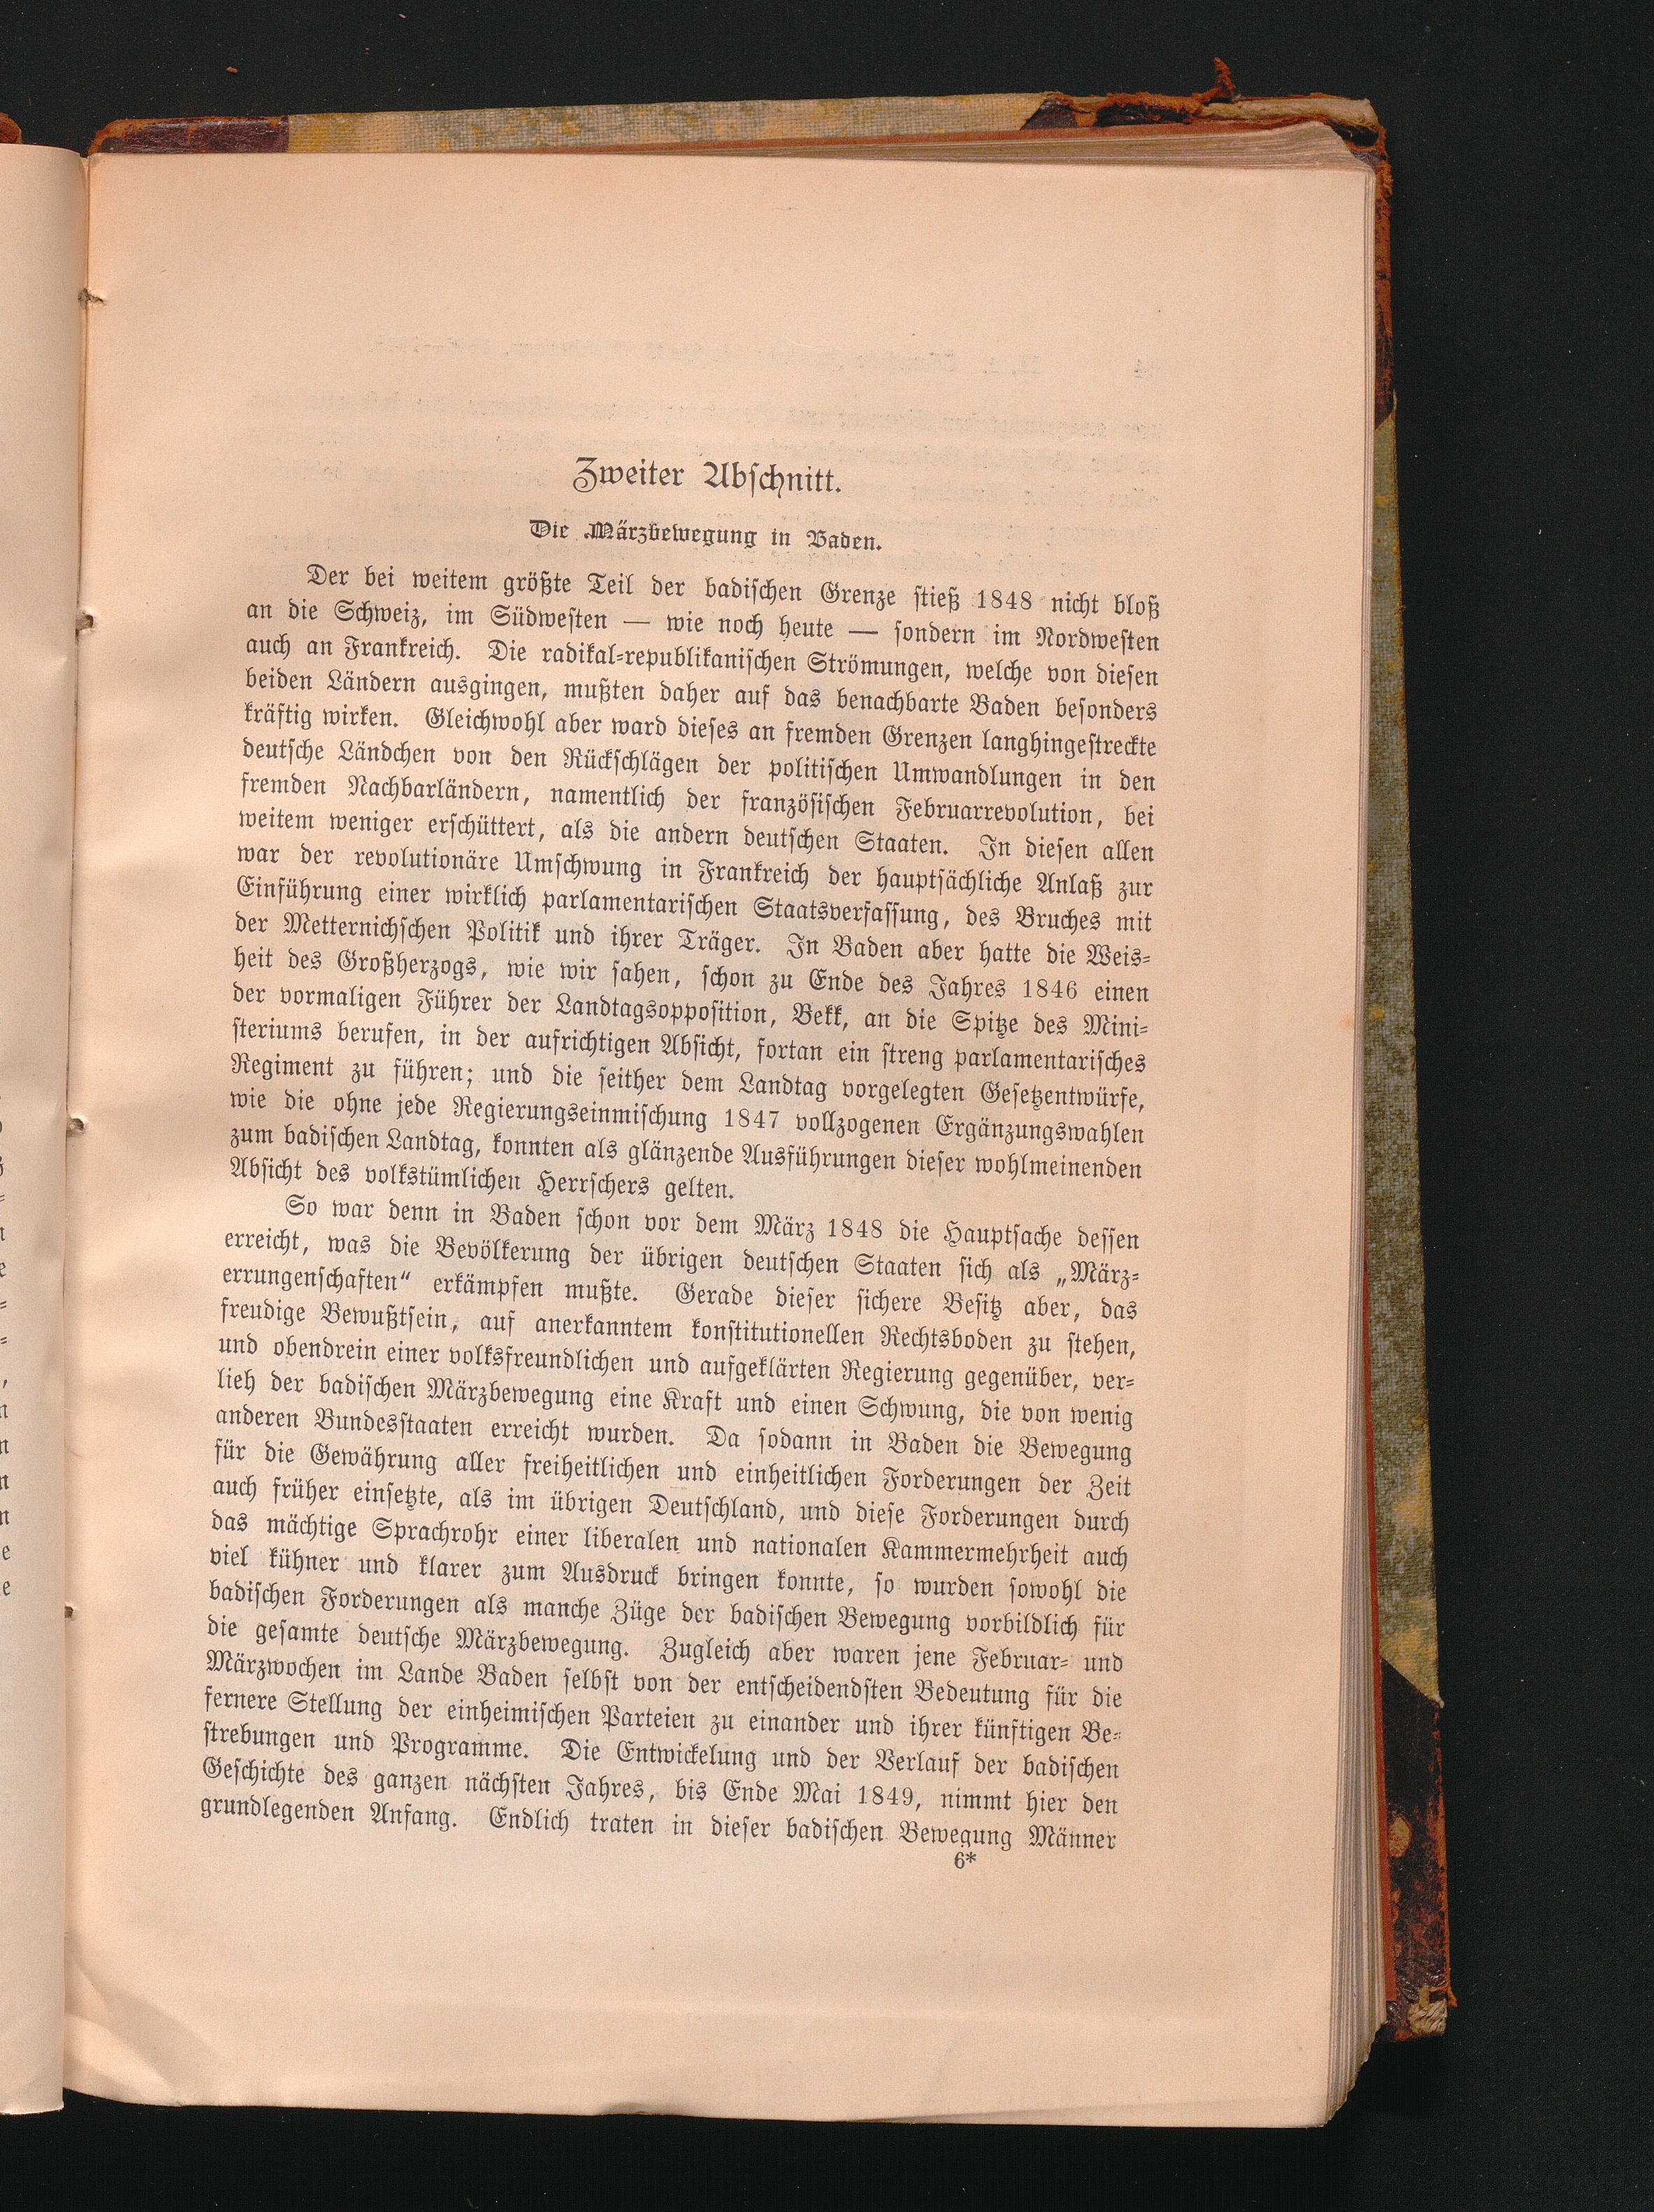 Zweiter Abschnitt.
Die Märzbewegung in Baden.
Der bei weitem größte Teil der badischen Grenze stieß 1848 nicht bloß
an die Schweiz, im Südwesten — wie noch heute — sondern im Nordwesten
auch an Frankreich. Die radikal-republikanischen Strömungen, welche von diesen
beiden Ländern ausgingen, mußten daher auf das benachbarte Baden besonders
kräftig wirken. Gleichwohl aber ward dieses an fremden Grenzen langhingestreckte
deutsche Ländchen von den Rückschlägen der politischen Umwandlungen in den
fremden Nachbarländern, namentlich der französischen Februarrevolution, bei
weitem weniger erschüttert, als die andern deutschen Staaten. In diesen allen
war der revolutionäre Umschwung in Frankreich der hauptsächliche Anlaß zur
Einführung einer wirklich parlamentarischen Staatsverfassung, des Bruches mit
der Metternichschen Politik und ihrer Träger. In Baden aber hatte die Weis-
heit des Großherzogs, wie wir sahen, schon zu Ende des Jahres 1846 einen
der vormaligen Führer der Landtagsopposition, Bekk, an die Spitze des Mini-
steriums berufen, in der aufrichtigen Absicht, fortan ein streng parlamentarisches
Regiment zu führen; und die seither dem Landtag vorgelegten Gesetzentwürfe,
wie die ohne jede Regierungseinmischung 1847 vollzogenen Ergänzungswahlen
zum badischen Landtag, konnten als glänzende Ausführungen dieser wohlmeinenden
Absicht des volkstümlichen Herrschers gelten.
So war denn in Baden schon vor dem März 1848 die Hauptsache dessen
erreicht, was die Bevölkerung der übrigen deutschen Staaten sich als „März-
errungenschaften“ erkämpfen mußte. Gerade dieser sichere Besitz aber, das
freudige Bewußtsein, auf anerkanntem konstitutionellen Rechtsboden zu stehen,
und obendrein einer volksfreundlichen und aufgeklärten Regierung gegenüber, ver-
lieh der badischen Märzbewegung eine Kraft und einen Schwung, die von wenig
anderen Bundesstaaten erreicht wurden. Da sodann in Baden die Bewegung
für die Gewährung aller freiheitlichen und einheitlichen Forderungen der Zeit
auch früher einsetzte, als im übrigen Deutschland, und diese Forderungen durch
das mächtige Sprachrohr einer liberalen und nationalen Kammermehrheit auch
viel kühner und klarer zum Ausdruck bringen konnte, so wurden sowohl die
badischen Forderungen als manche Züge der badischen Bewegung vorbildlich für
die gesamte deutsche Märzbewegung. Zugleich aber waren jene Februar- und
Märzwochen im Lande Baden selbst von der entscheidendsten Bedeutung für die
fernere Stellung der einheimischen Parteien zu einander und ihrer künftigen Be-
strebungen und Programme. Die Entwickelung und der Verlauf der badischen
Geschichte des ganzen nächsten Jahres, bis Ende Mai 1849, nimmt hier den
grundlegenden Anfang. Endlich traten in dieser badischen Bewegung Männer
6*